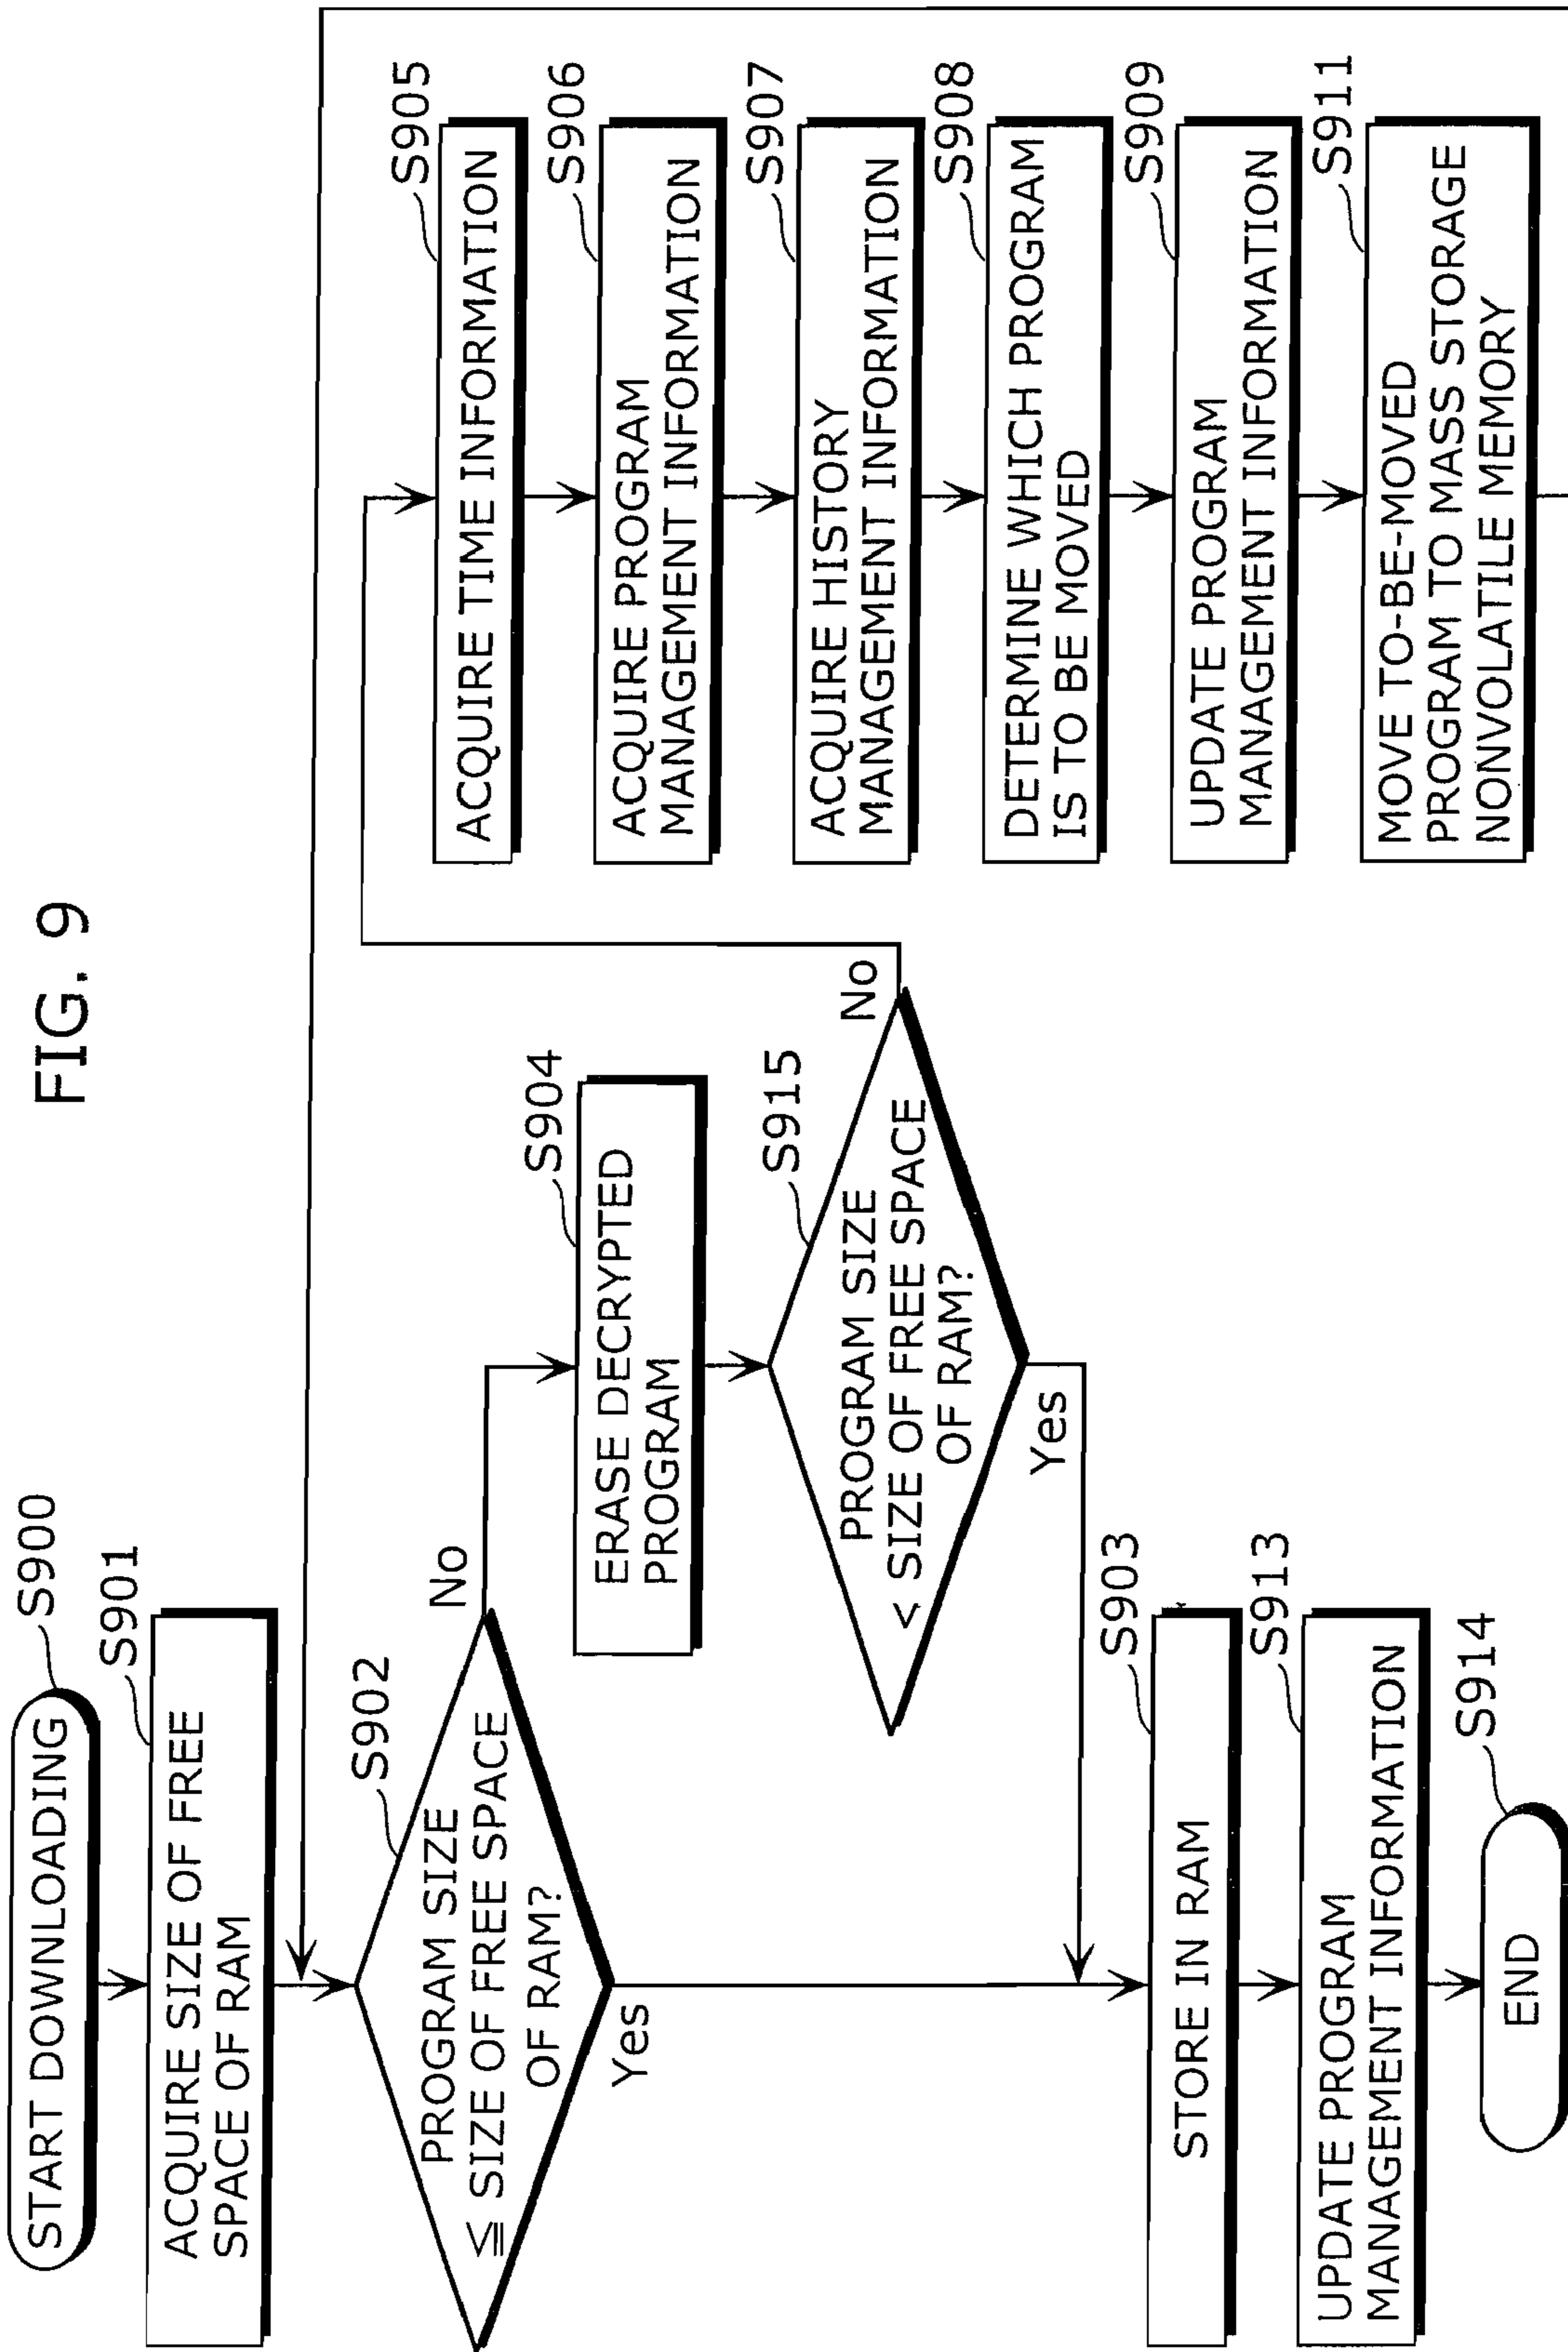 FIG. 9
START DOWNLOADING
S900
ACQUIRE SIZE OF FREE
SPACE OF RAM
S901
PROGRAM SIZE
≦ SIZE OF FREE SPACE
OF RAM?
S902
No
Yes
ERASE DECRYPTED
PROGRAM
S904
PROGRAM SIZE
< SIZE OF FREE SPACE
OF RAM?
S915
No
Yes
STORE IN RAM
S903
UPDATE PROGRAM
MANAGEMENT INFORMATION
S913
END
S914
ACQUIRE TIME INFORMATION
S905
ACQUIRE PROGRAM
MANAGEMENT INFORMATION
S906
ACQUIRE HISTORY
MANAGEMENT INFORMATION
S907
DETERMINE WHICH PROGRAM
IS TO BE MOVED
S908
UPDATE PROGRAM
MANAGEMENT INFORMATION
S909
MOVE TO-BE-MOVED
PROGRAM TO MASS STORAGE
NONVOLATILE MEMORY
S911